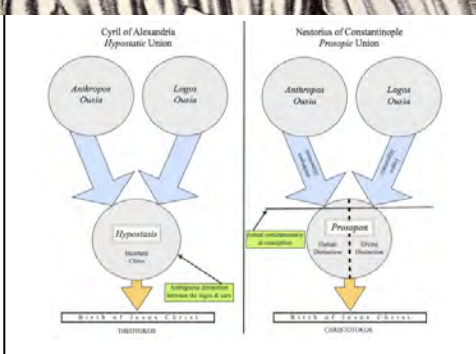 Cyril of Alexandria
Hypostatic Union
Anthropos
Ousia
Logos
Ousia
Hypostasis
Incarnate
Christ
Ambiguous distinction
between the logos & sarx
Birth of Jesus Christ
THEOTOKOS
Nestorius of Constantinople
Prosopic Union
Anthropos
Ousia
Logos
Ousia
Prosopon
Human
Distinction
Divine
Distinction
at conception
Birth of Jesus Christ
CHRISTOTOKOS